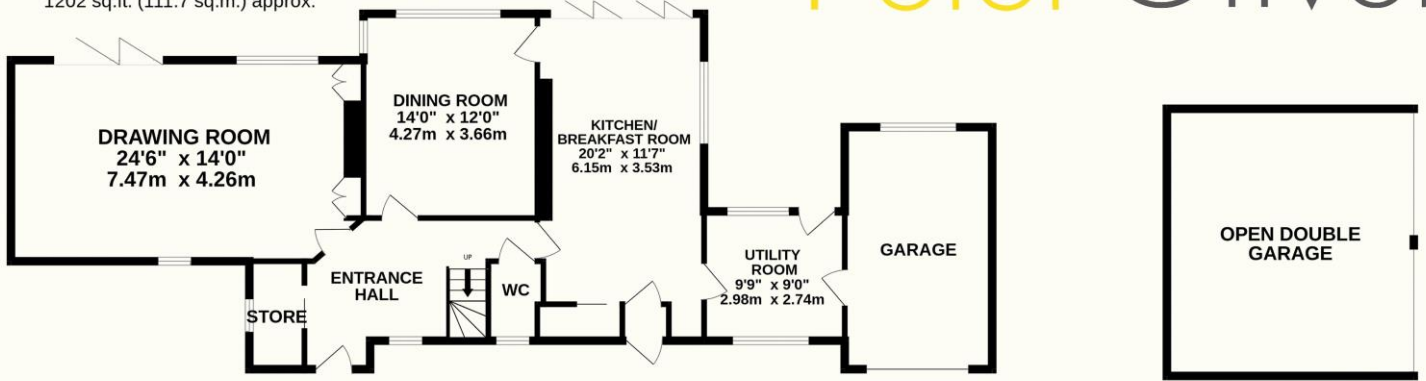 1202 sq.ft. (111.7 sq.m.) approx.
DRAWING ROOM
24'6" x 14'0"
7.47m x 4.26m
DINING ROOM
14'0" x 12'0"
4.27m x 3.66m
KITCHEN/
BREAKFAST ROOM
20'2" x 11'7"
6.15m x 3.53m
ENTRANCE
HALL
STORE
UP
WC
UTILITY
ROOM
9'9" x 9'0"
2.98m x 2.74m
GARAGE
OPEN DOUBLE
GARAGE